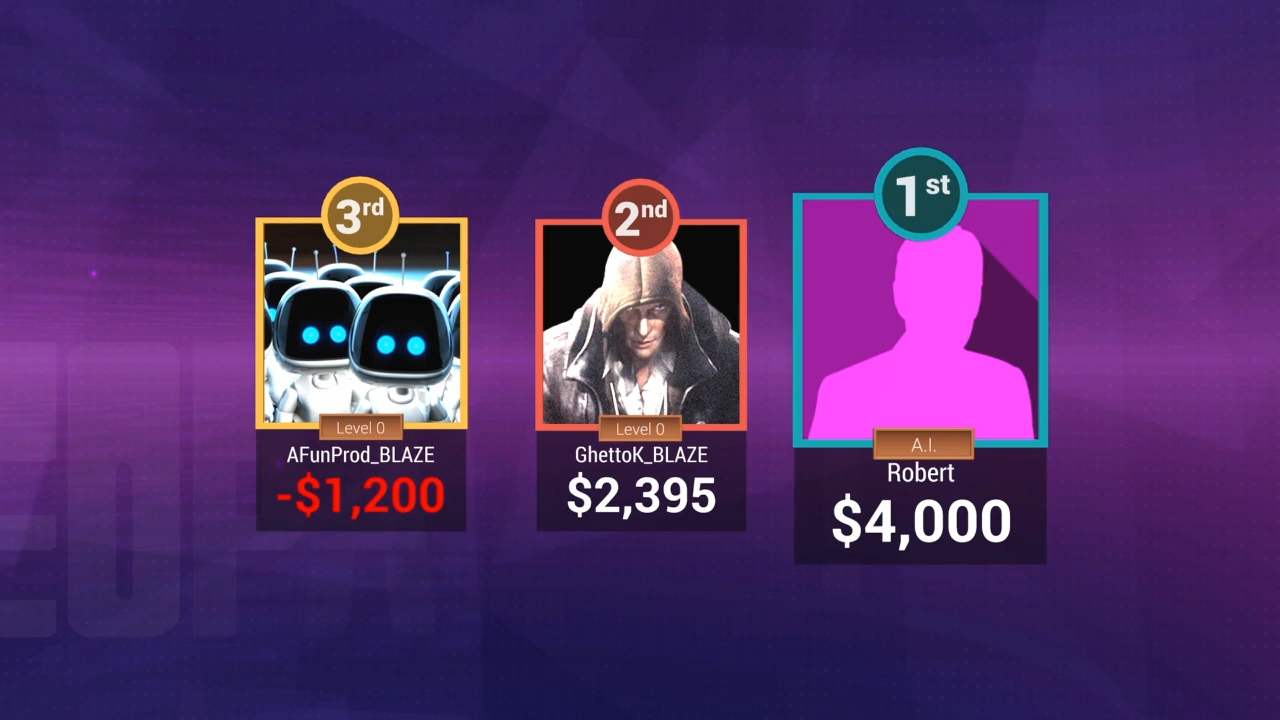 3rd
Level 0
AFunProd_BLAZE
-$1,200
2nd
Level 0
GhettoK_BLAZE
$2,395
1st
A.I.
Robert
$4,000